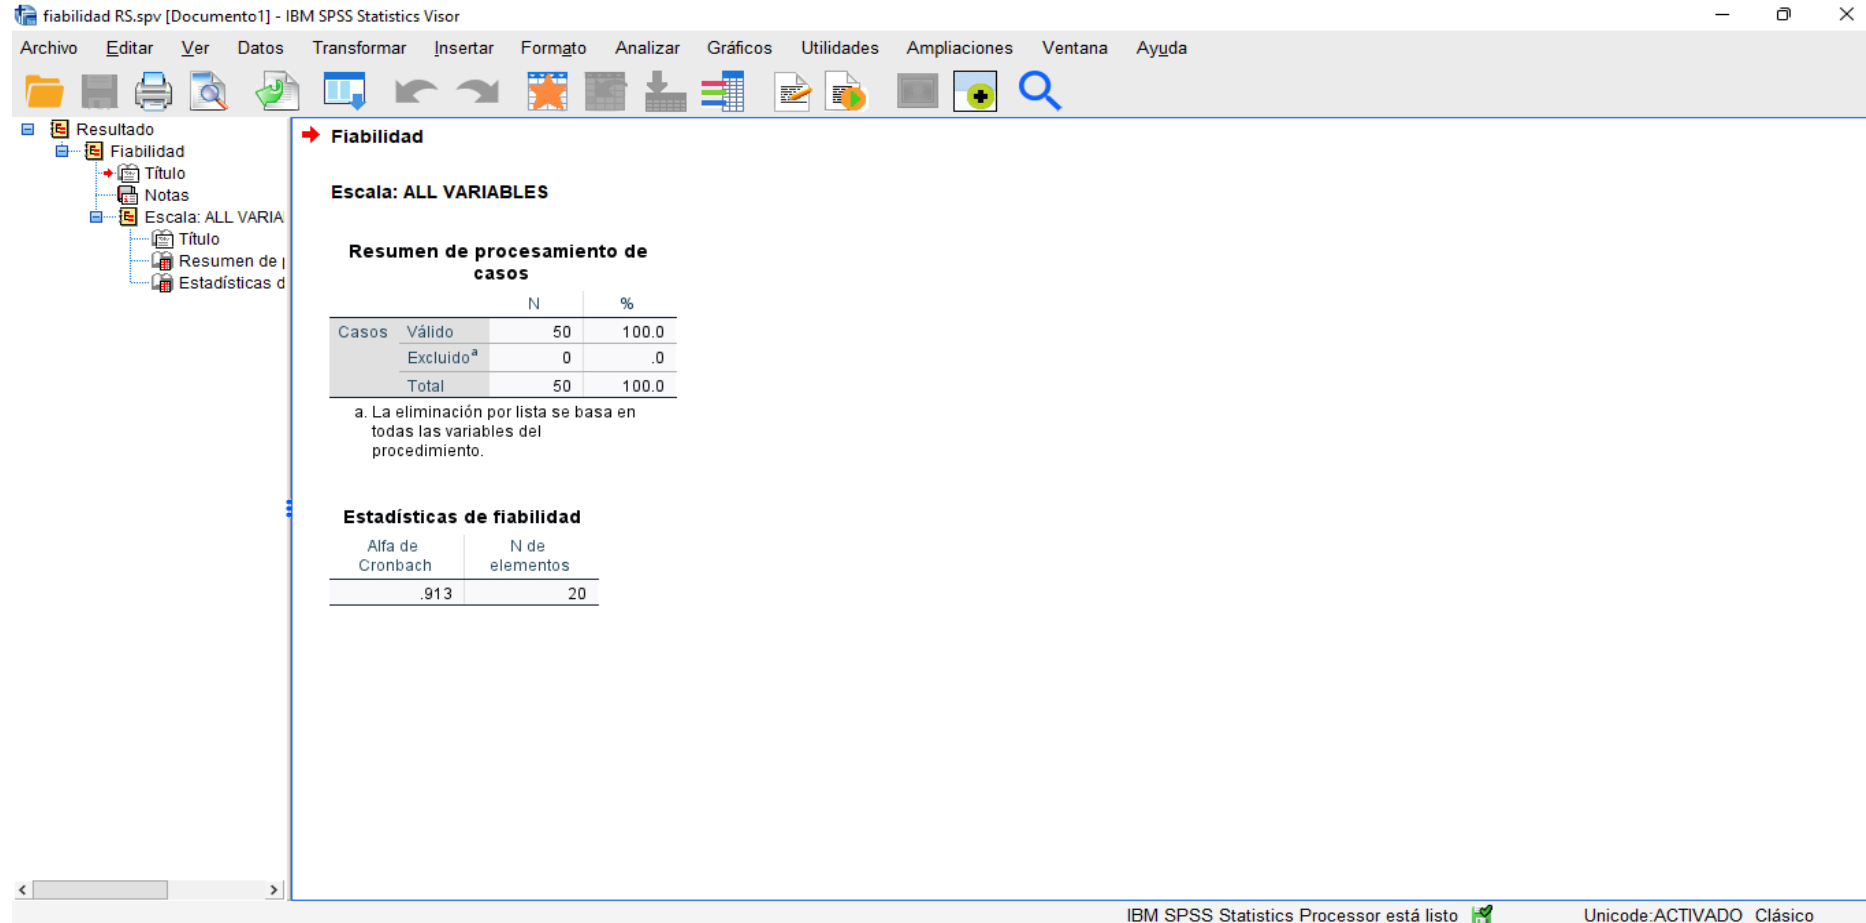 fiabilidad RS.spv [Documento1] - IBM SPSS Statistics Visor
Archivo Editar Ver Datos Transformar Insertar Formato Analizar Gráficos Utilidades Ampliaciones Ventana Ayuda
Resultado
Fiabilidad
Título
Notas
Escala: ALL VARIA
Título
Resumen de
Estadísticas d
Fiabilidad
Escala: ALL VARIABLES
Resumen de procesamiento de
casos
N %
Casos Válido 50 100.0
Excluido a 0 .0
Total 50 100.0
a. La eliminación por lista se basa en
todas las variables del
procedimiento.
Estadísticas de fiabilidad
Alfa de N de
Cronbach elementos
.913 20
IBM SPSS Statistics Processor está listo Unicode:ACTIVADO Clásico